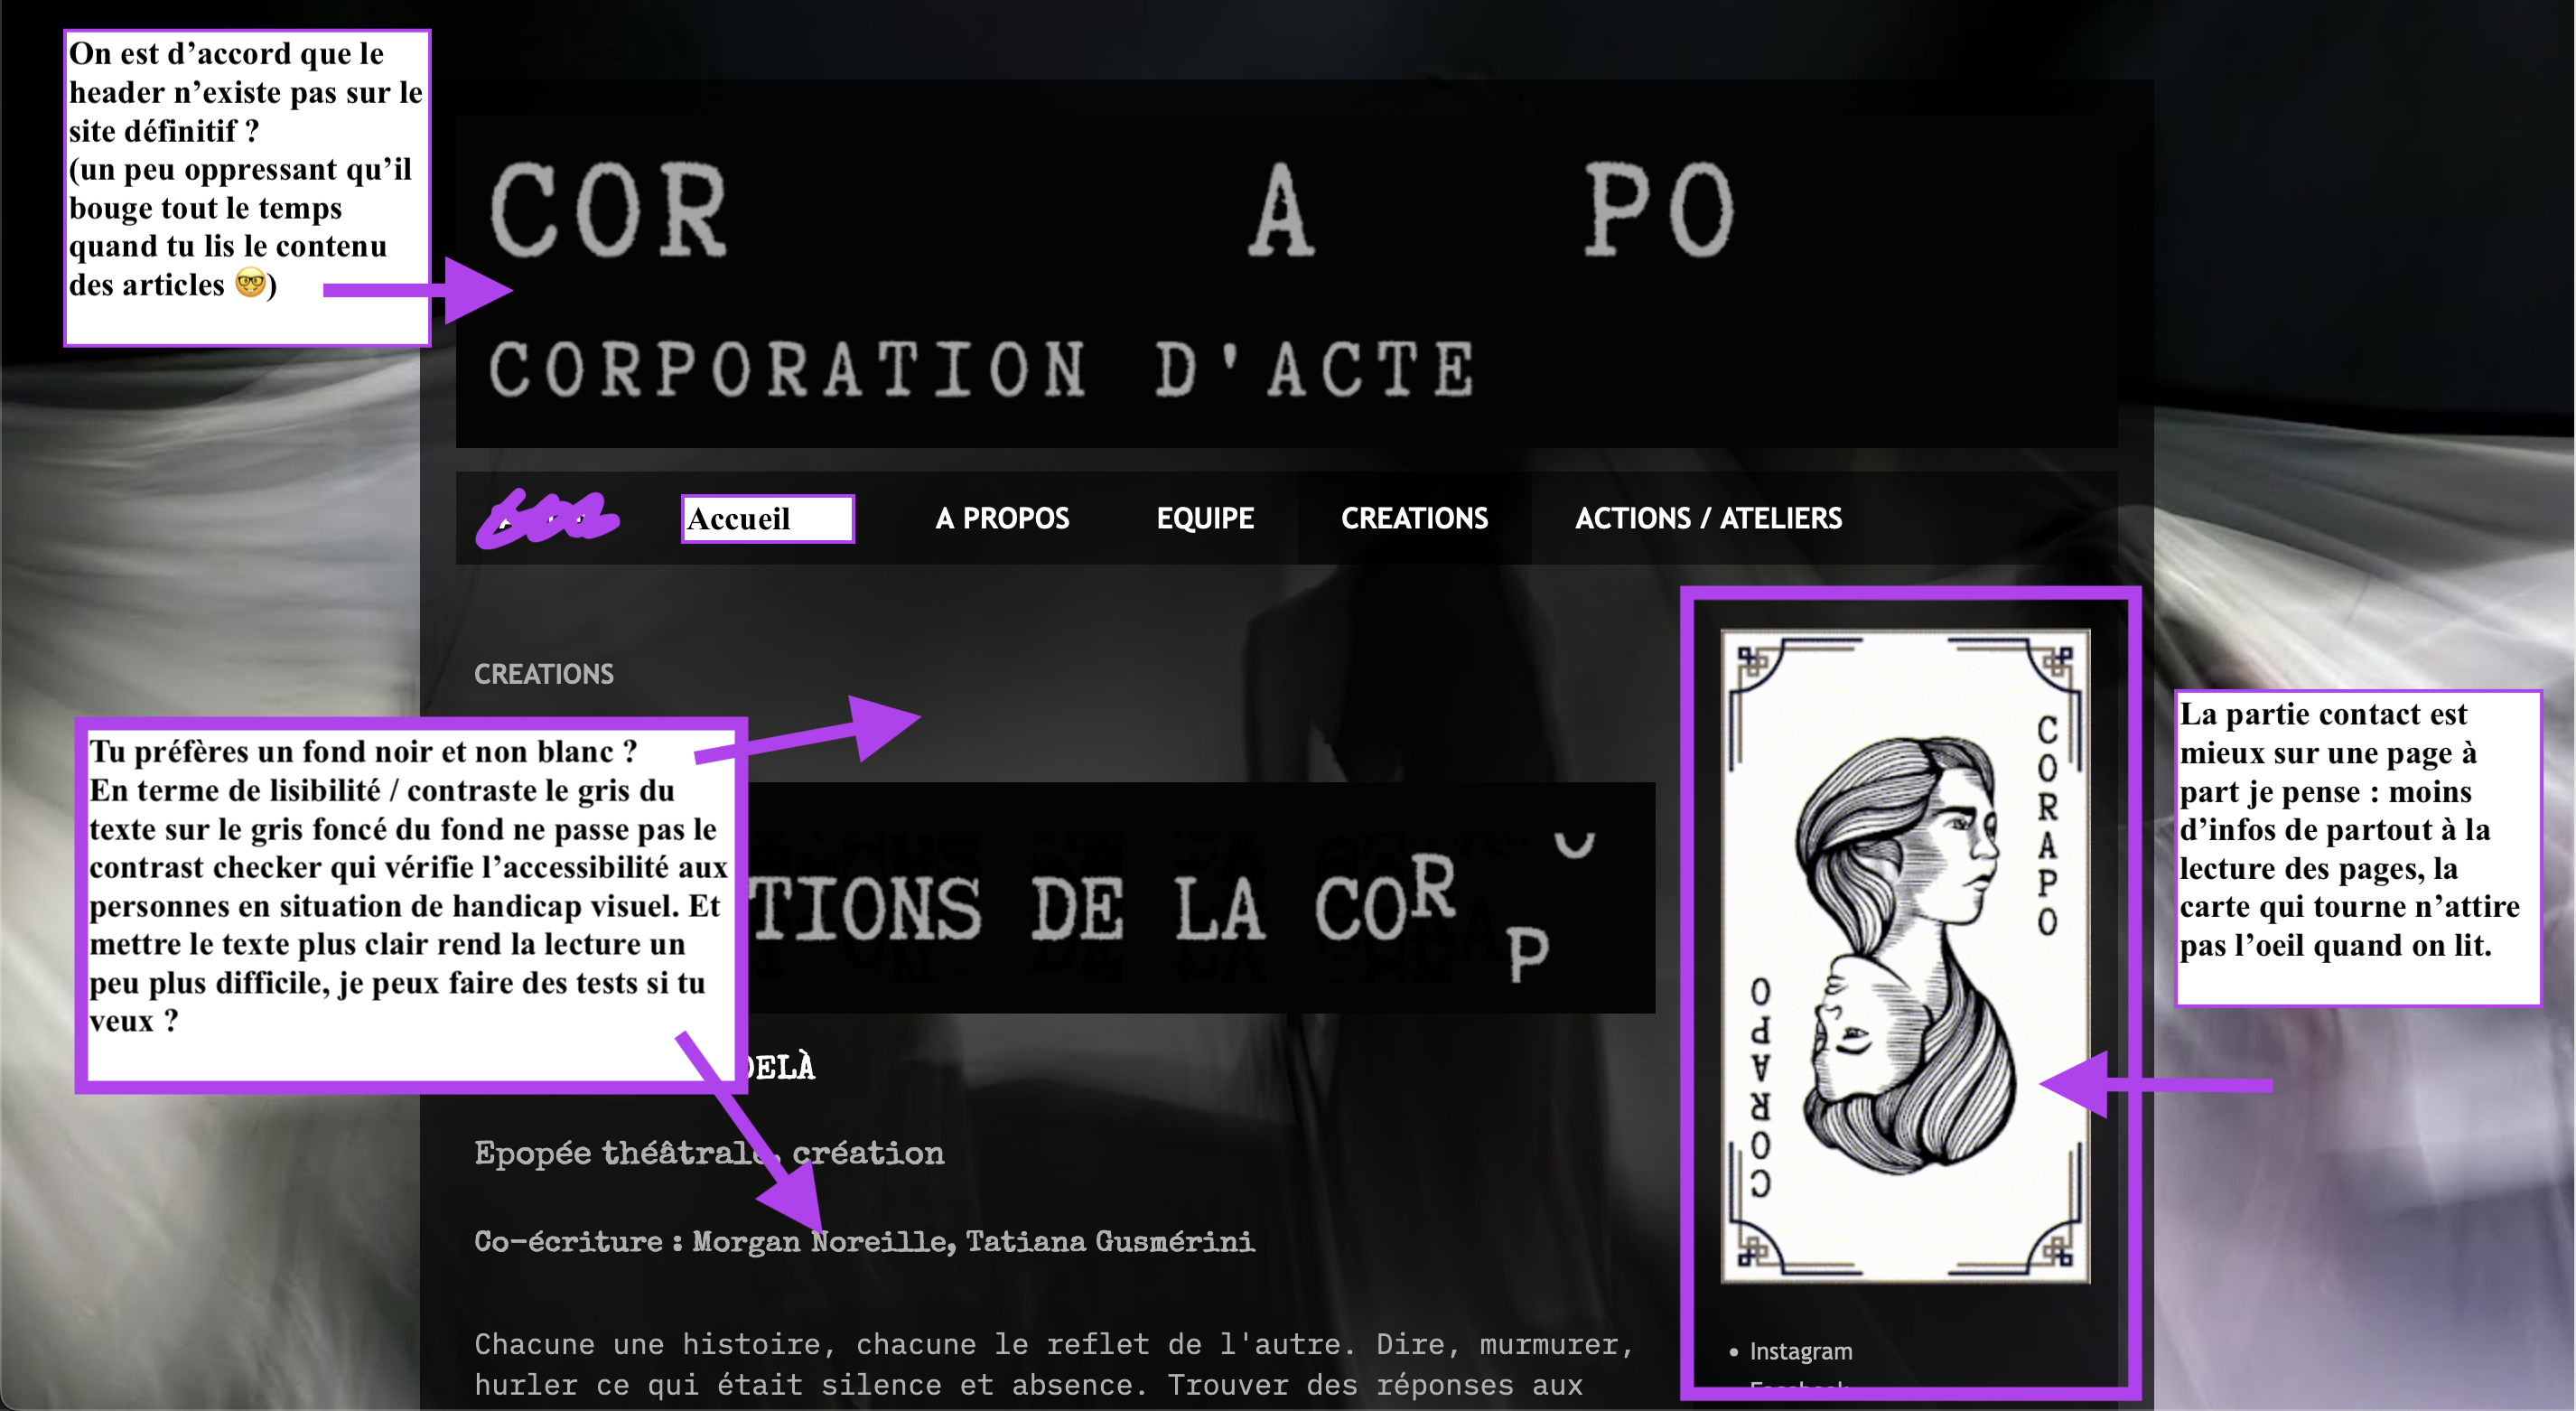 On est d’accord que le
header n’existe pas sur le
site définitif ?
(un peu oppressant qu’il
bouge tout le temps
quand tu lis le contenu
des articles 🤓)
COR A PO
CORPORATION D'ACTE
Accueil
A PROPOS
EQUIPE
CREATIONS
ACTIONS / ATELIERS
CREATIONS
Tu préfères un fond noir et non blanc ?
En terme de lisibilité / contraste le gris du
texte sur le gris foncé du fond ne passe pas le
contrast checker qui vérifie l’accessibilité aux
personnes en situation de handicap visuel. Et
mettre le texte plus clair rend la lecture un
peu plus difficile, je peux faire des tests si tu
veux ?
TIONS DE LA COR P
DELÀ
Epopée théâtrale, création
Co-écriture : Morgan Noreille, Tatiana Gusmérini
Chacune une histoire, chacune le reflet de l'autre. Dire, murmurer,
hurler ce qui était silence et absence. Trouver des réponses aux
CORAPO
CORAPO
• Instagram
La partie contact est
mieux sur une page à
part je pense : moins
d’infos de partout à la
lecture des pages, la
carte qui tourne n’attire
pas l’oeil quand on lit.